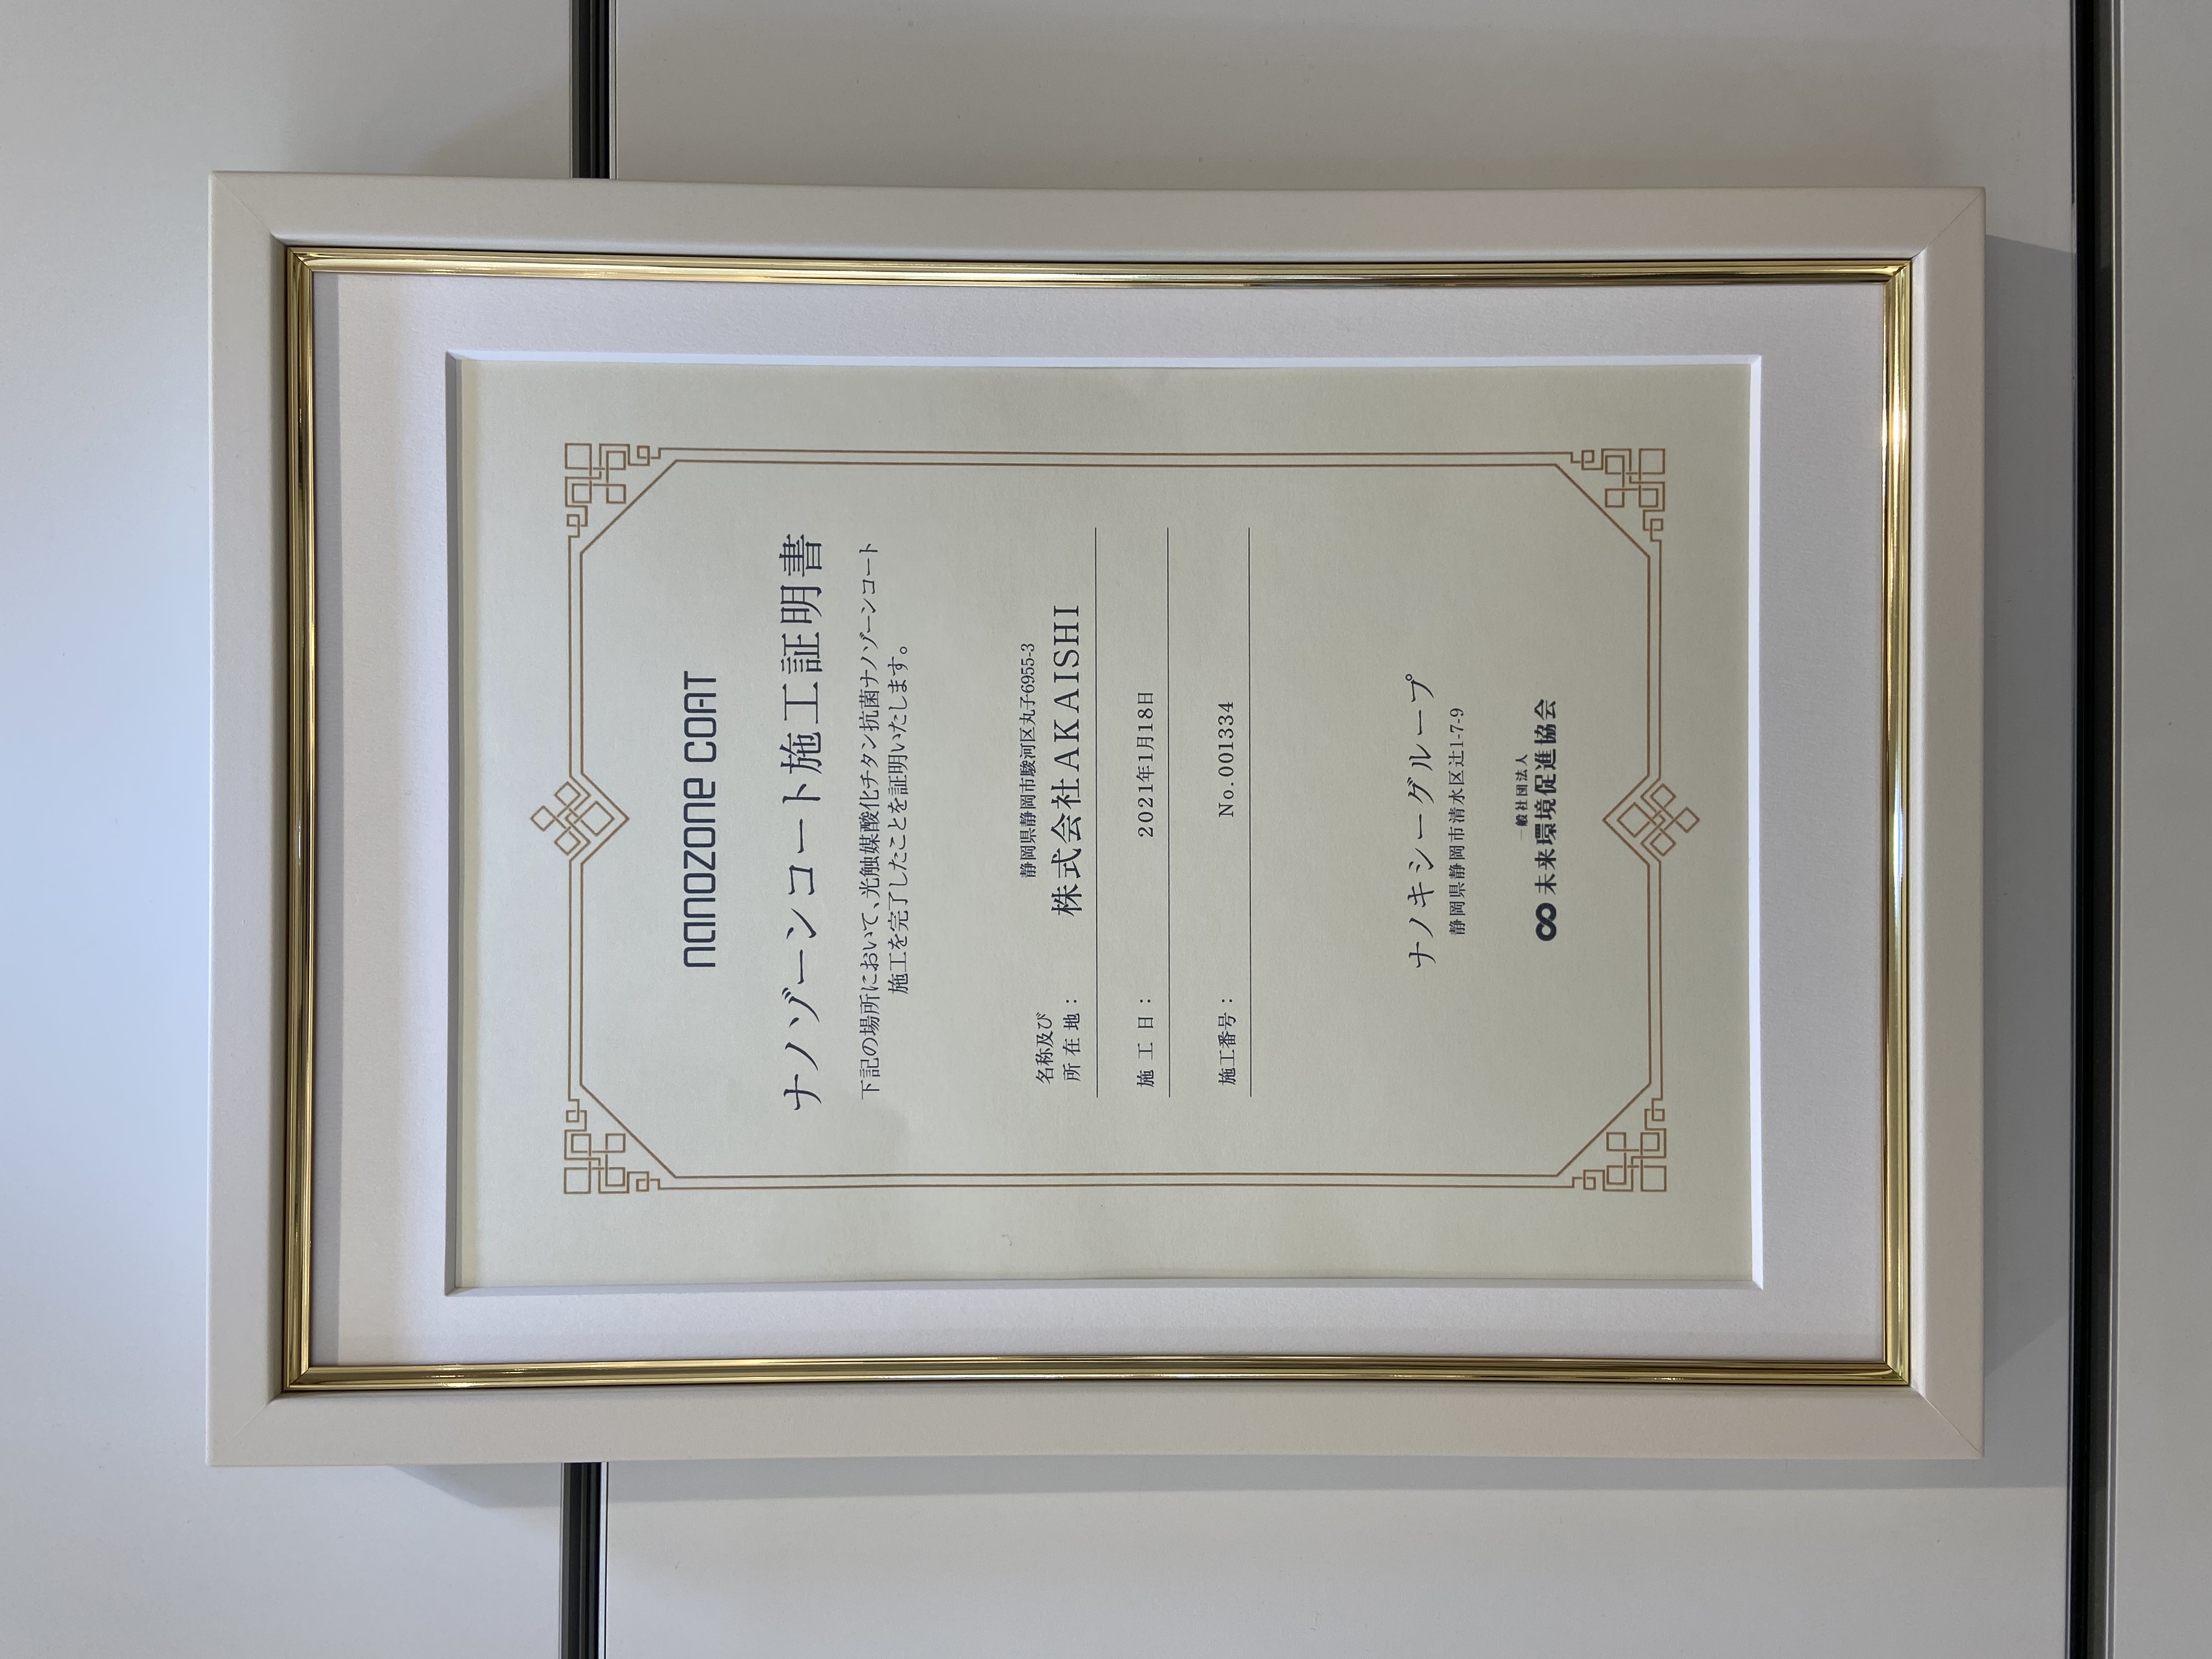 nanozone COAT
ナノゾーンコート施工証明書
下記の場所において、光触媒酸化チタン抗菌ナノゾーンコート
施工を完了したことを証明いたします。
名称及び
所在地：
静岡県静岡市駿河区丸子6955-3
株式会社AKAISHI
施工日： 2021年1月18日
施工番号： No.001334
ナノキシーグループ
静岡県静岡市清水区辻1-7-9
一般社団法人
未来環境促進協会